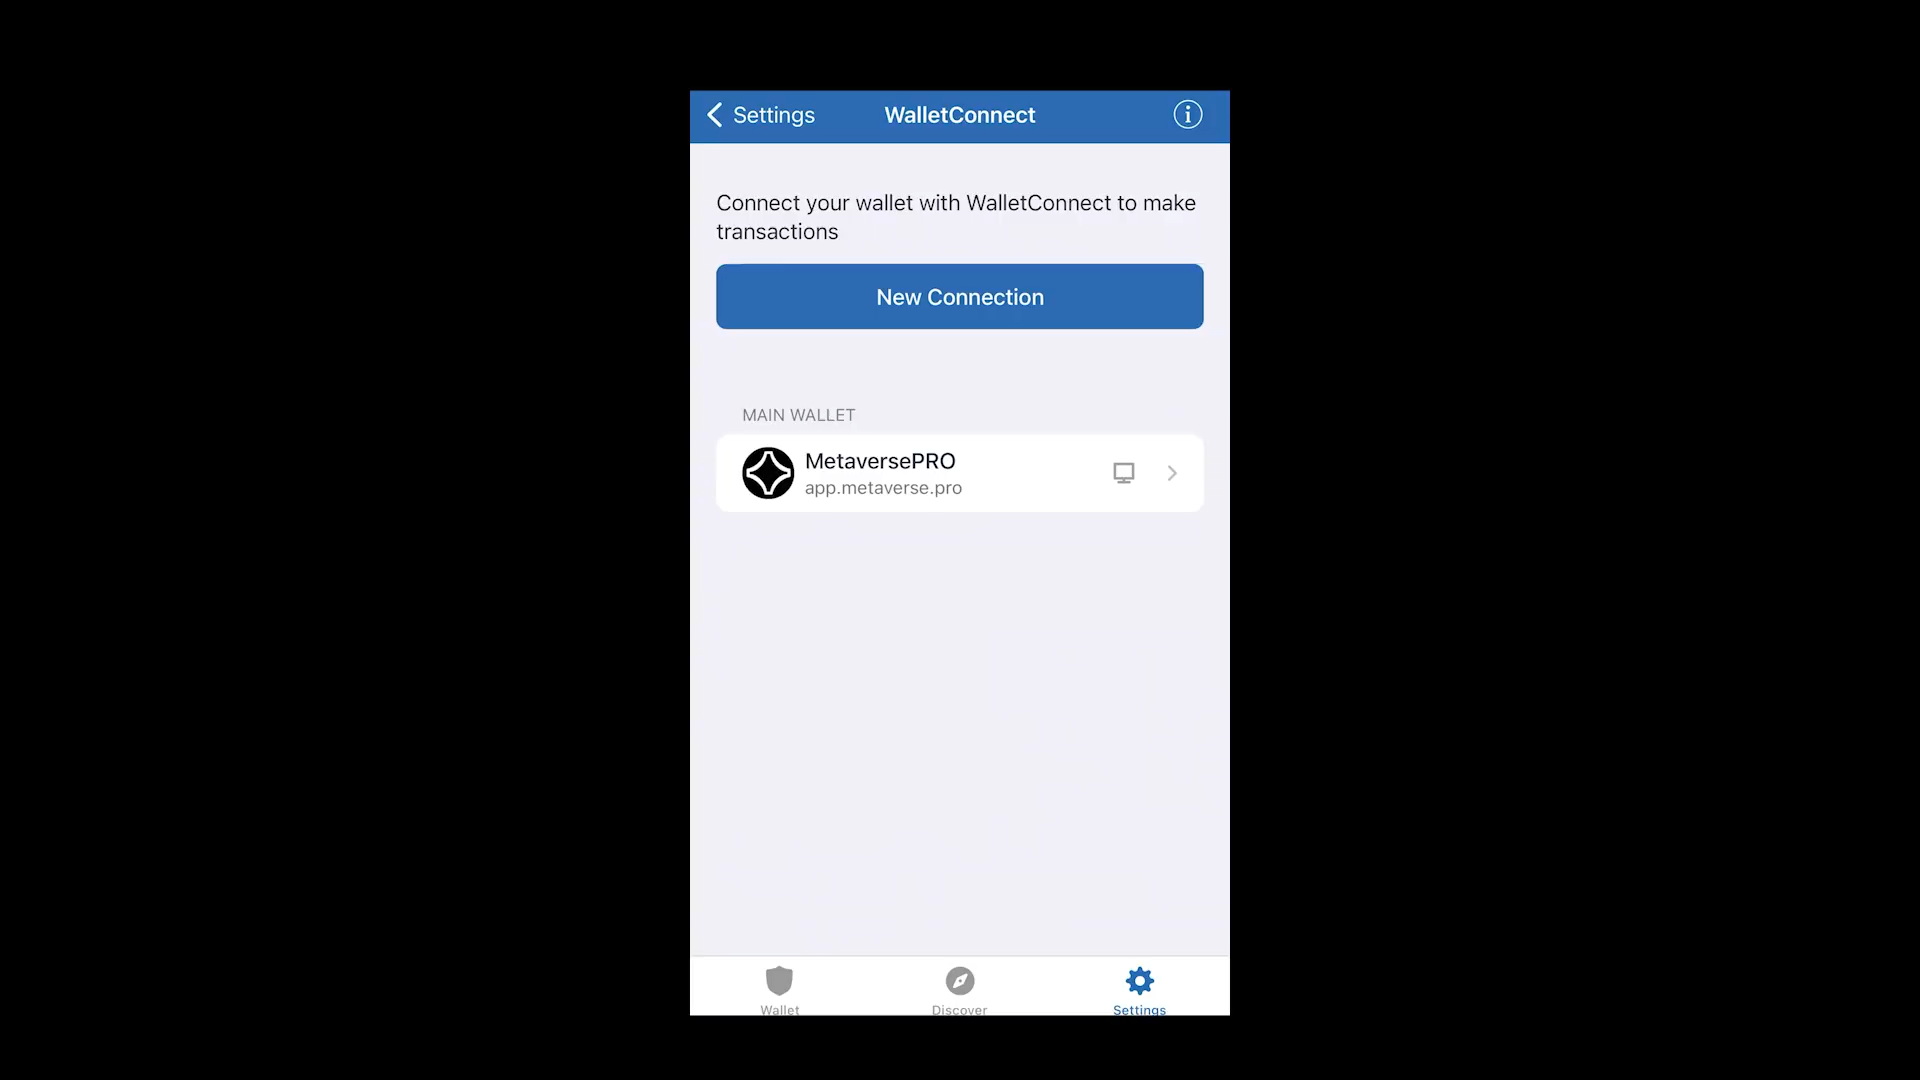 Settings
WalletConnect
Connect your wallet with WalletConnect to make
transactions
New Connection
MAIN WALLET
MetaversePRO
app.metaverse.pro
Wallet
Discover
Settings